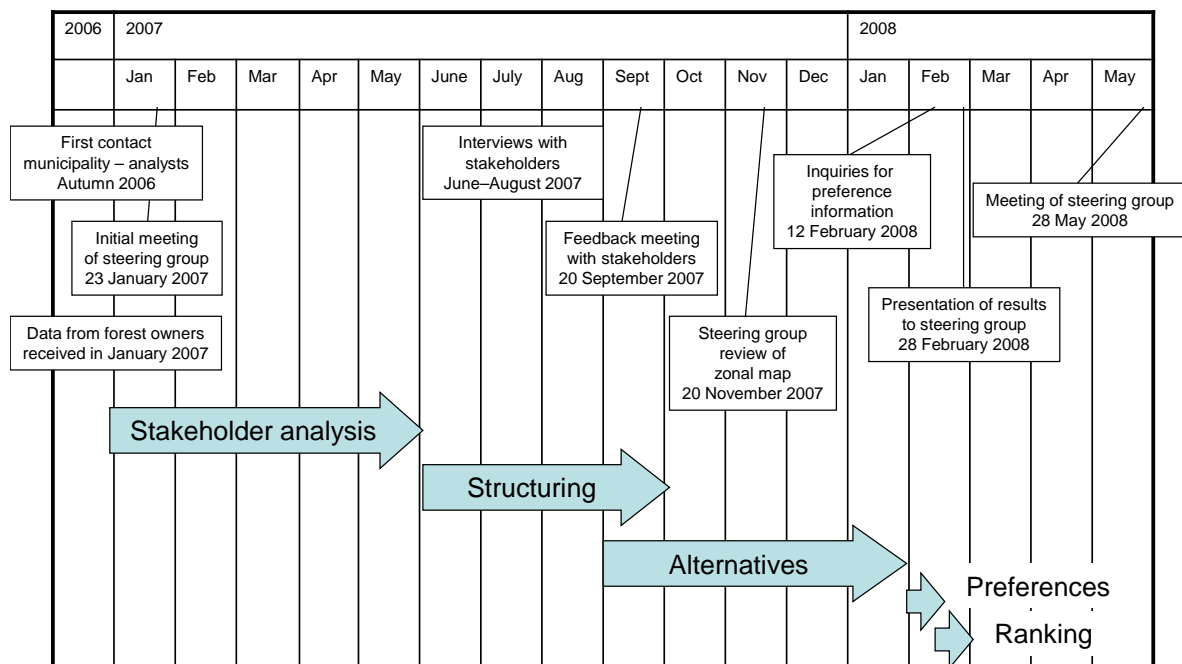 2006
2007
2008
Jan
Feb
Mar
Apr
May
June
July
Aug
Sept
Oct
Nov
Dec
Jan
Feb
Mar
Apr
May
First contact
municipality – analysts
Autumn 2006
Interviews with
stakeholders
June–August 2007
Inquiries for
preference
information
12 February 2008
Meeting of steering group
28 May 2008
Initial meeting
of steering group
23 January 2007
Feedback meeting
with stakeholders
20 September 2007
Data from forest owners
received in January 2007
Steering group
review of
zonal map
20 November 2007
Presentation of results
to steering group
28 February 2008
Stakeholder analysis
Structuring
Alternatives
Preferences
Ranking